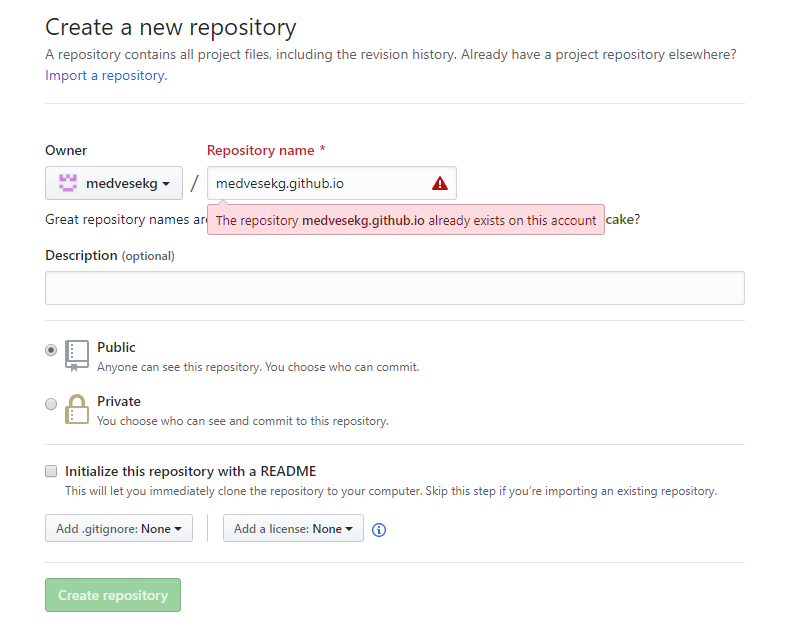 Create a new repository
A repository contains all project files, including the revision history. Already have a project repository elsewhere?
Import a repository.
Owner
Repository name *
medvesekg
/
medvesekg.github.io
Great repository names are
The repository medvesekg.github.io already exists on this account
cake?
Description (optional)
Public
Anyone can see this repository. You choose who can commit.
Private
You choose who can see and commit to this repository.
Initialize this repository with a README
This will let you immediately clone the repository to your computer. Skip this step if you’re importing an existing repository.
Add .gitignore: None
Add a license: None
Create repository